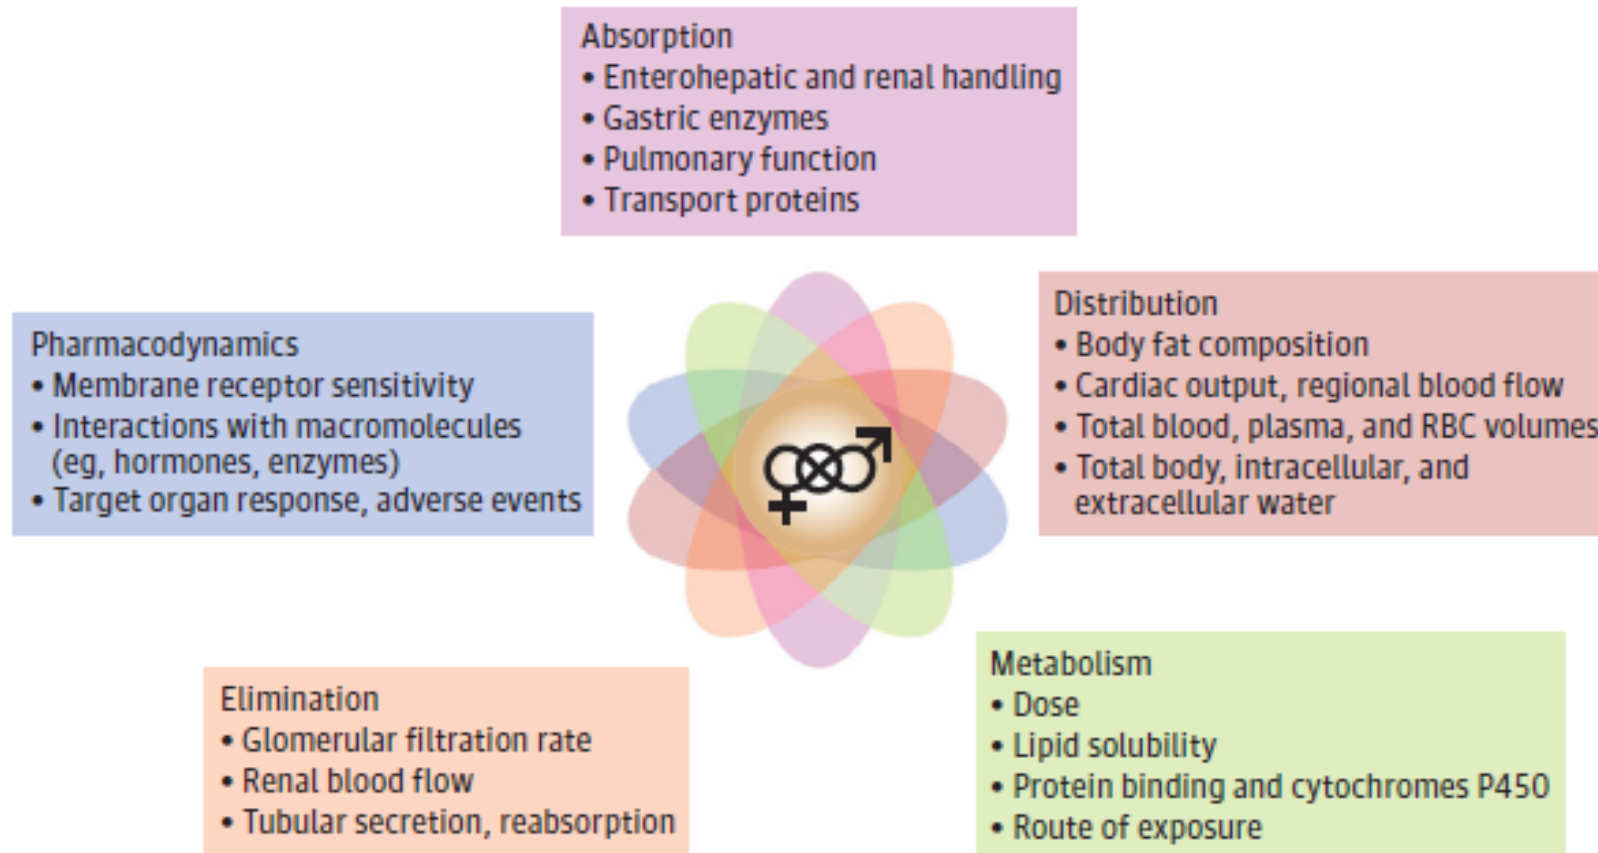 Absorption
• Enterohepatic and renal handling
• Gastric enzymes
• Pulmonary function
• Transport proteins
Pharmacodynamics
• Membrane receptor sensitivity
• Interactions with macromolecules
(eg, hormones, enzymes)
• Target organ response, adverse events
Distribution
• Body fat composition
• Cardiac output, regional blood flow
• Total blood, plasma, and RBC volumes
• Total body, intracellular, and
extracellular water
Elimination
• Glomerular filtration rate
• Renal blood flow
• Tubular secretion, reabsorption
Metabolism
• Dose
• Lipid solubility
• Protein binding and cytochromes P450
• Route of exposure